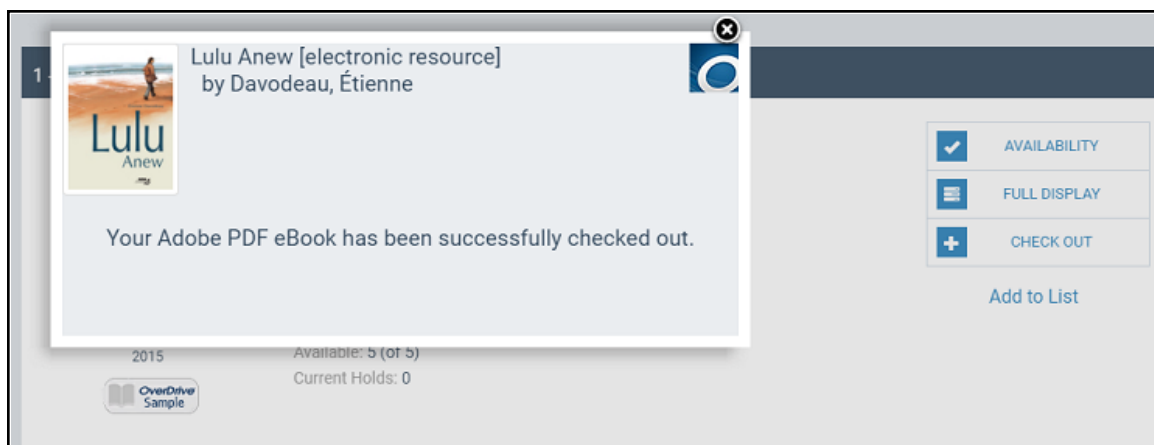 1
Lulu Anew [electronic resource]
by Davodeau, Étienne
Lulu
Anew
Your Adobe PDF eBook has been successfully checked out.
AVAILABILITY
FULL DISPLAY
CHECK OUT
Add to List
2015
Available: 5 (of 5)
Current Holds: 0
OverDrive
Sample